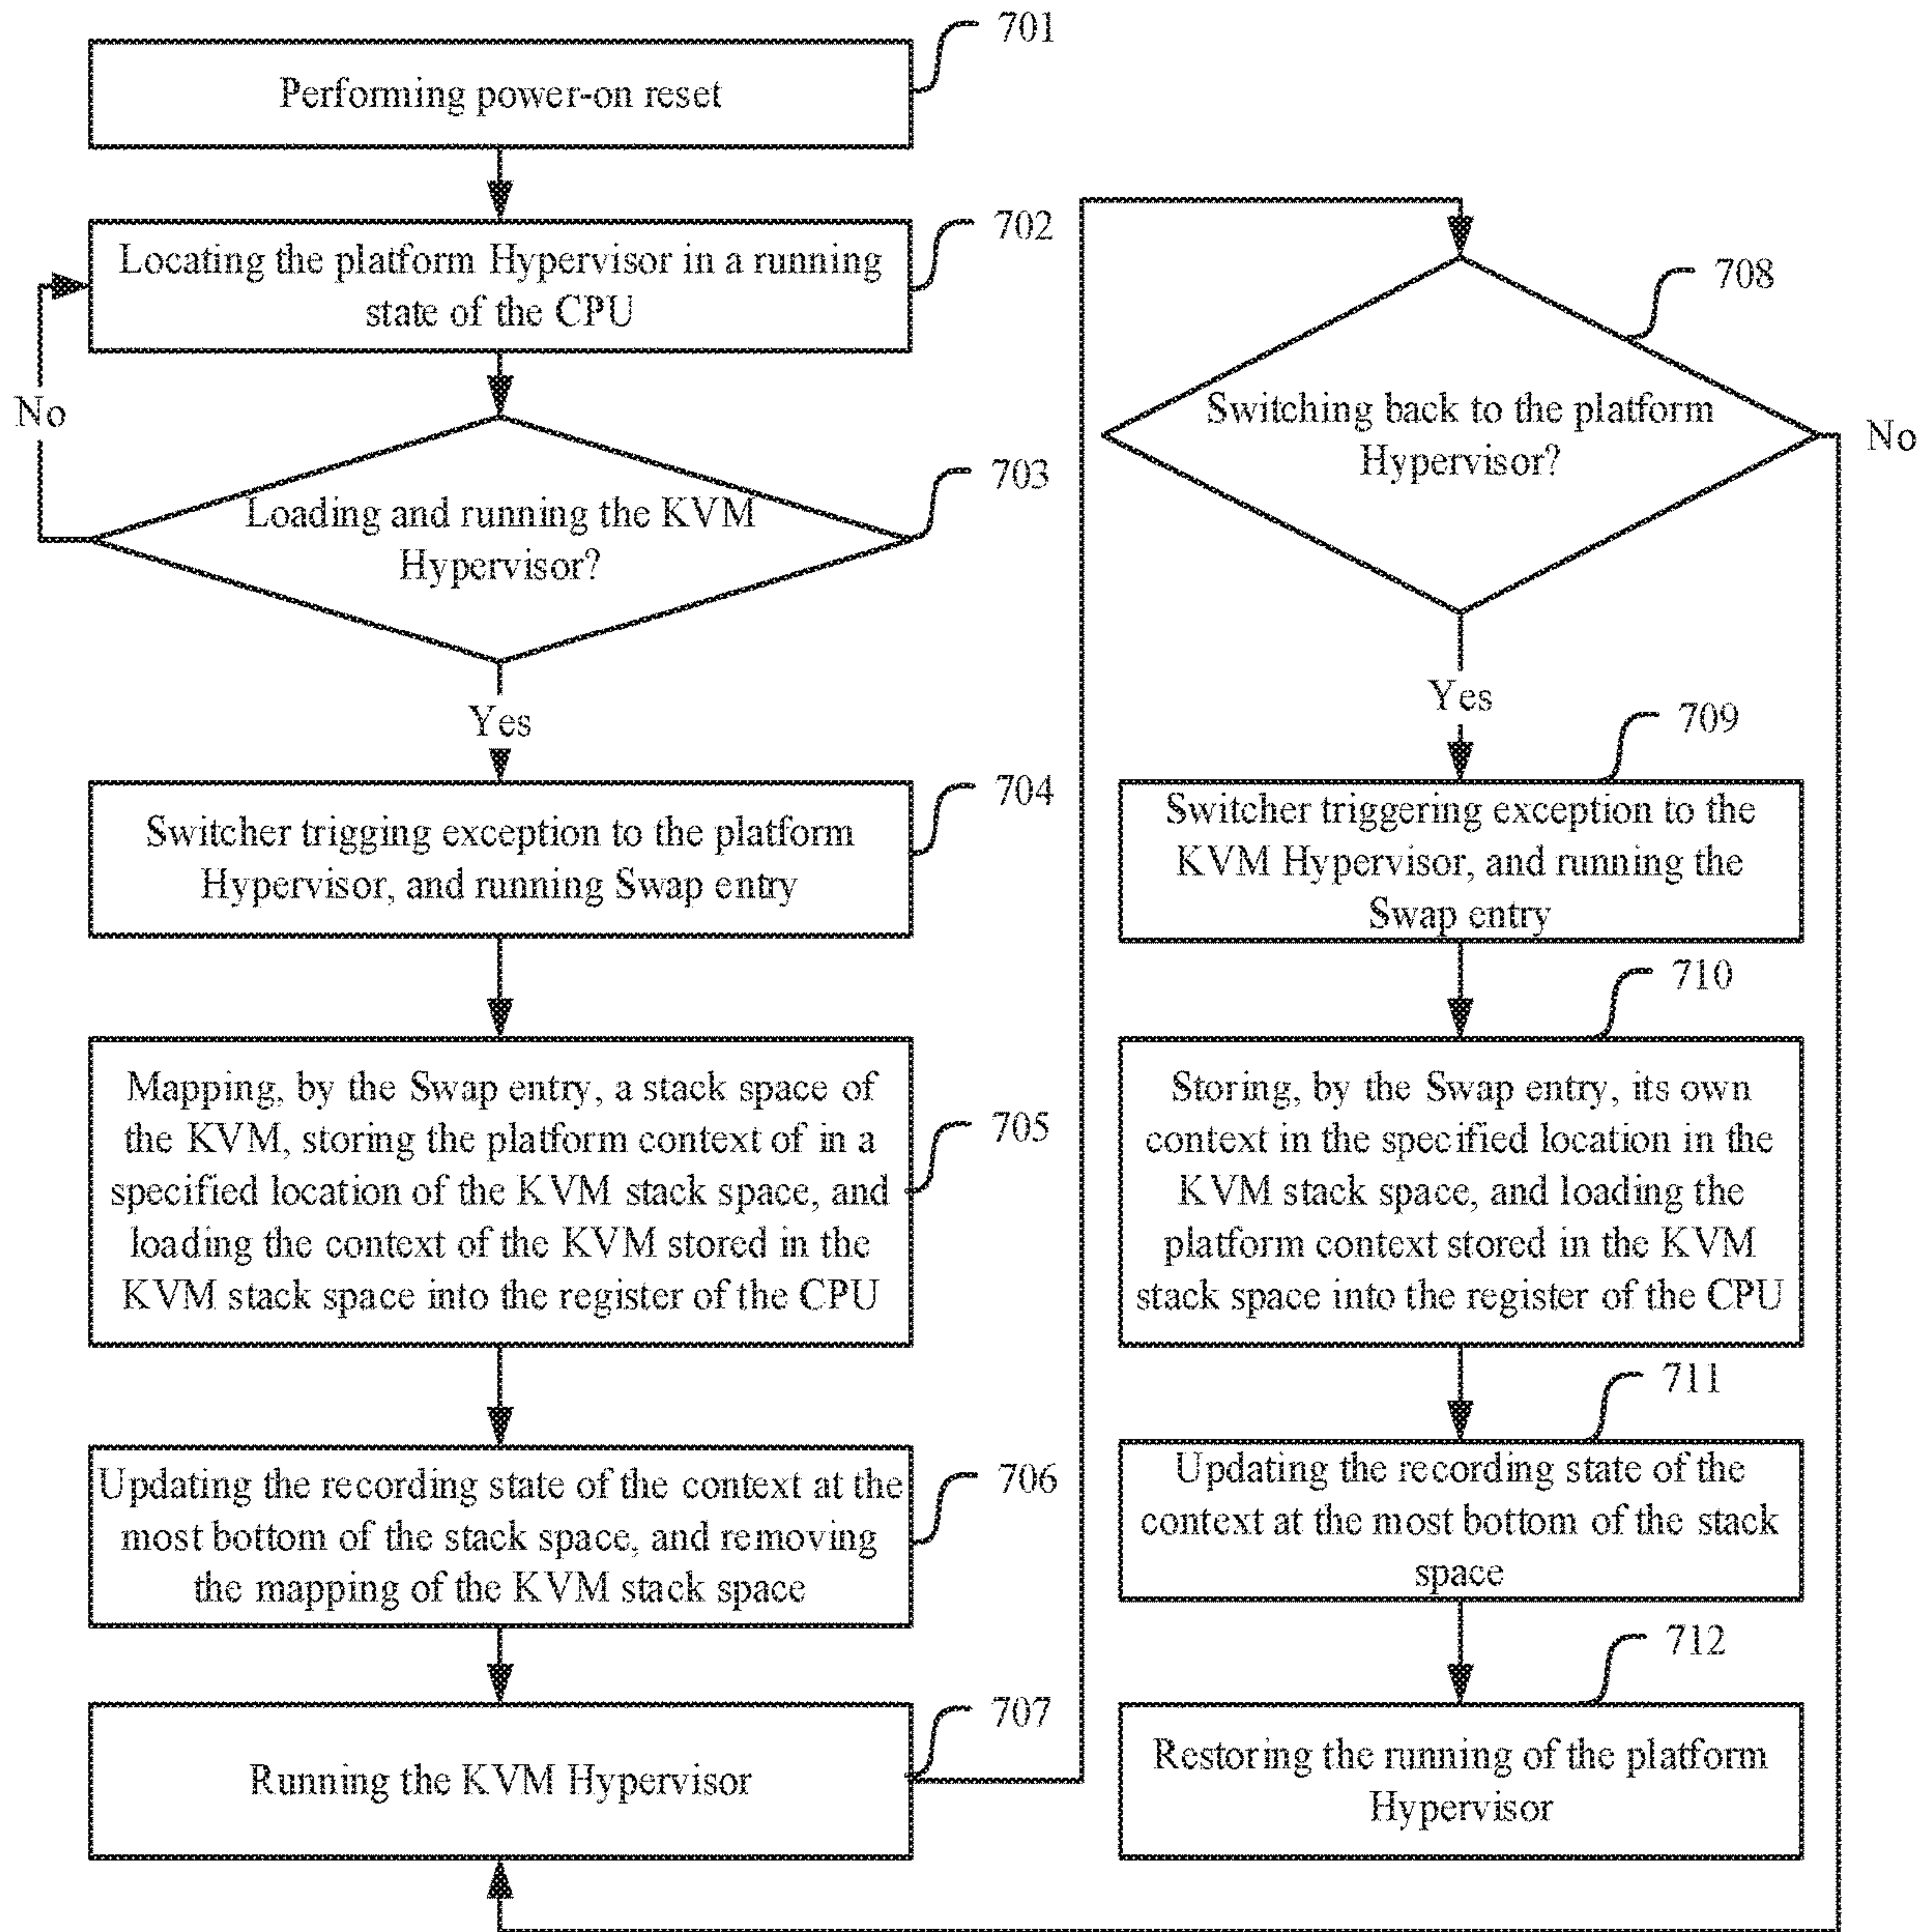 701
Performing power-on reset
702
Locating the platform Hypervisor in a running
state of the CPU
No
703
Loading and running the KVM
Hypervisor?
Yes
704
Switcher trigging exception to the platform
Hypervisor, and running Swap entry
705
Mapping, by the Swap entry, a stack space of
the KVM, storing the platform context of in a
specified location of the KVM stack space, and
loading the context of the KVM stored in the
KVM stack space into the register of the CPU
706
Updating the recording state of the context at the
most bottom of the stack space, and removing
the mapping of the KVM stack space
707
Running the KVM Hypervisor
708
Switching back to the platform
Hypervisor?
No
Yes
709
Switcher triggering exception to the
KVM Hypervisor, and running the
Swap entry
710
Storing, by the Swap entry, its own
context in the specified location in the
KVM stack space, and loading the
platform context stored in the KVM
stack space into the register of the CPU
711
Updating the recording state of the
context at the most bottom of the stack
space
712
Restoring the running of the platform
Hypervisor